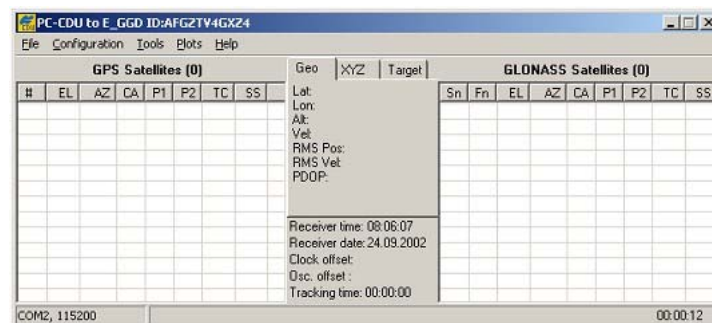 PC-CDU to E_GGD ID:AFGZTV4GXZ4
File Configuration Tools Plots Help
GPS Satellites (0)
# EL AZ CA P1 P2 TC SS
Geo XYZ Target
Lat:
Lon:
Alt:
Vel:
RMS Pos:
RMS Vel:
PDOP:
Receiver time: 08:06:07
Receiver date: 24.09.2002
Clock offset:
Osc. offset :
Tracking time: 00:00:00
GLONASS Satellites (0)
Sn Fn EL AZ CA P1 P2 TC SS
COM2, 115200
00:00:12